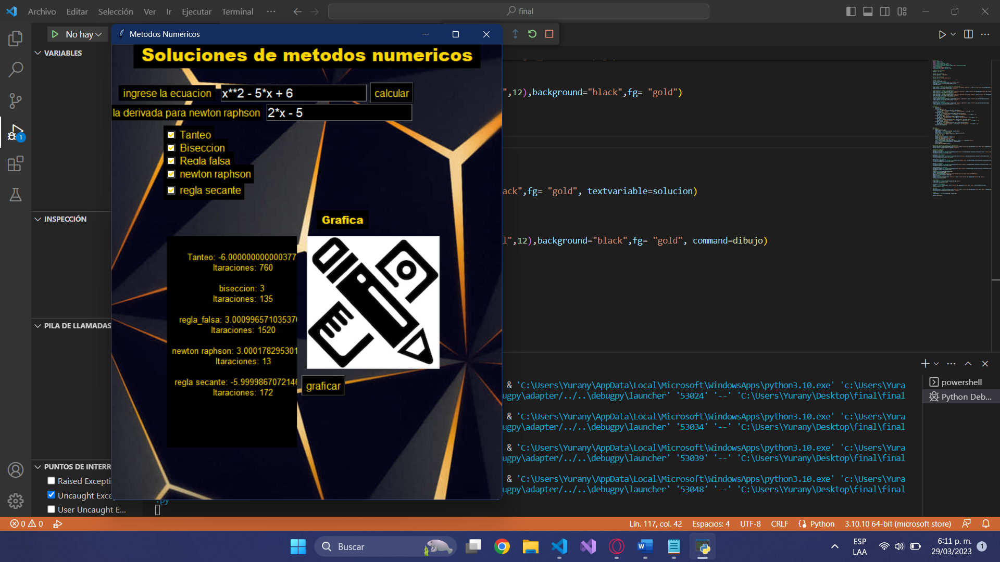 Archivo Editar Selección Ver Ir Ejecutar Terminal ··· final
No hay
Metodos Numericos
VARIABLES
INSPECCIÓN
PILA DE LLAMADAS
PUNTOS DE INTERR
Raised Excepti
Uncaught Exce
User Uncaught E...
1
Soluciones de metodos numericos
ingrese la ecuacion x**2 - 5*x + 6 calcular
la derivada para newton raphson 2*x - 5
Tanteo
Biseccion
Regla falsa
newton raphson
regla secante
Grafica
Tanteo: -6.000000000000377
Itaraciones: 760
biseccion: 3
Itaraciones: 135
regla_falsa: 3.000996571035370
Itaraciones: 1520
newton raphson: 3.000178295301
Itaraciones: 13
regla secante: -5.9999867072146
Itaraciones: 172
graficar
",12),background="black",fg= "gold")
ack",fg= "gold", textvariable=solucion)
l",12),background="black",fg= "gold", command=dibujo)
& 'C:\Users\Yurany\AppData\Local\Microsoft\WindowsApps\python3.10.exe' 'c:\Users\Yura
ugpy\adapter/../..\debugpy\launcher' '53024' '--' 'C:\Users\Yurany\Desktop\final\final
& 'C:\Users\Yurany\AppData\Local\Microsoft\WindowsApps\python3.10.exe' 'c:\Users\Yura
ugpy\adapter/../..\debugpy\launcher' '53034' '--' 'C:\Users\Yurany\Desktop\final\final
& 'C:\Users\Yurany\AppData\Local\Microsoft\WindowsApps\python3.10.exe' 'c:\Users\Yura
ugpy\adapter/../..\debugpy\launcher' '53039' '--' 'C:\Users\Yurany\Desktop\final\final
& 'C:\Users\Yurany\AppData\Local\Microsoft\WindowsApps\python3.10.exe' 'c:\Users\Yura
ugpy\adapter/../..\debugpy\launcher' '53048' '--' 'C:\Users\Yurany\Desktop\final\final
.py
powershell
Python Deb...
0 0 Lín. 117, col. 42 Espacios: 4 UTF-8 CRLF Python 3.10.10 64-bit (microsoft store)
Buscar
ESP
LAA
6:11 p. m.
29/03/2023
1